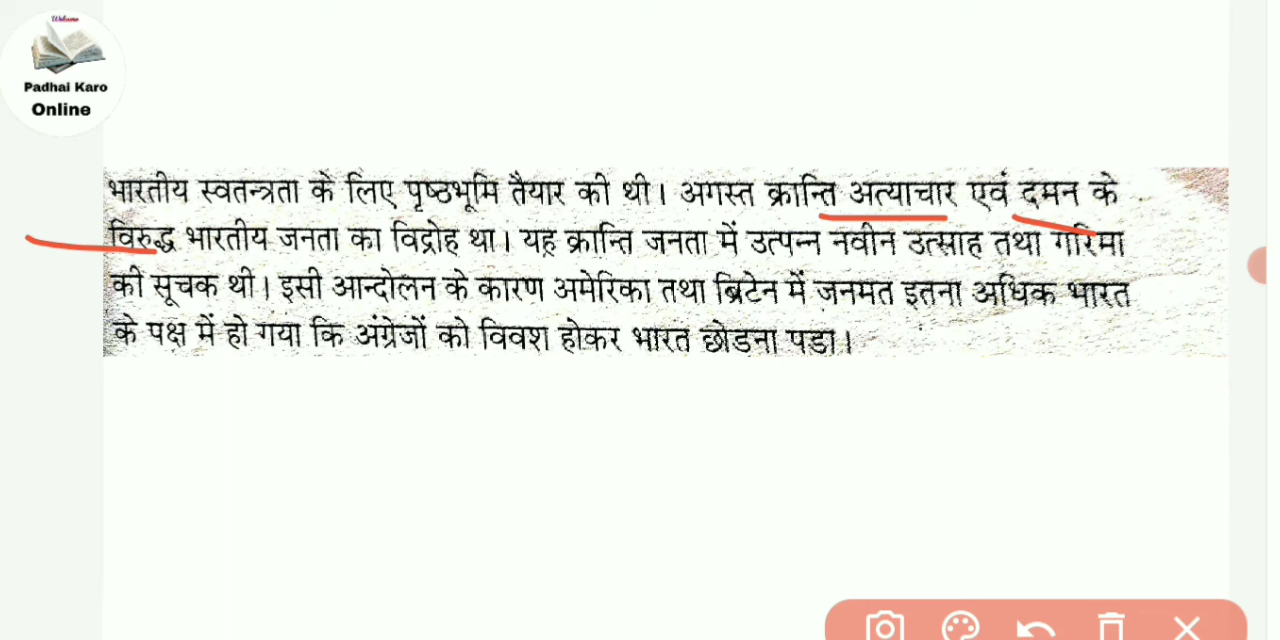 Welcome
Padhai Karo
Online
भारतीय स्वतन्त्रता के लिए पृष्ठभूमि तैयार की थी। अगस्त क्रान्ति अत्याचार एवं दमन के
विरुद्ध भारतीय जनता का विद्रोह था। यह क्रान्ति जनता में उत्पन्न नवीन उत्साह तथा गरिमा
की सूचक थी। इसी आन्दोलन के कारण अमेरिका तथा ब्रिटेन में जनमत इतना अधिक भारत
के पक्ष में हो गया कि अंग्रेजों को विवश होकर भारत छोडना पडा।